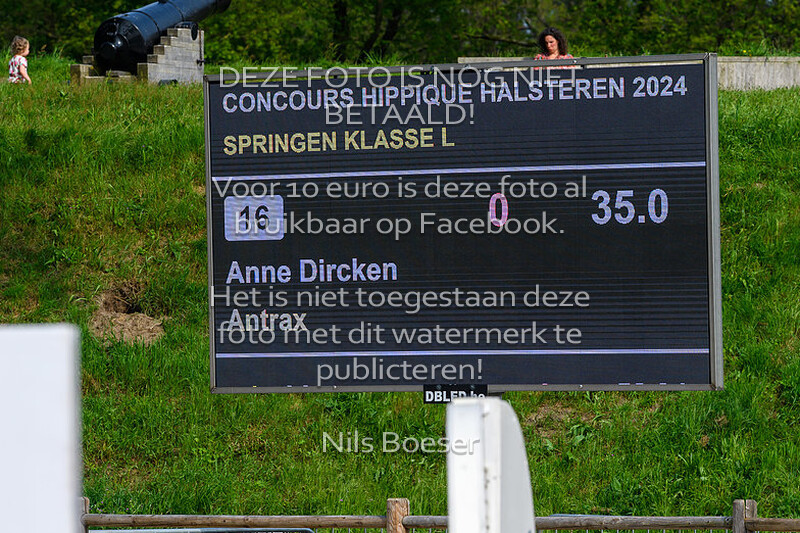 DEZE FOTO IS NOG NIET
BETAALD!
CONCOURS HIPPIQUE HALSTEREN 2024
SPRINGEN KLASSE L
Voor 10 euro is deze foto al
bruikbaar op Facebook.
16 0 35.0
Anne Dircken
Het is niet toegestaan deze
Antrax
foto met dit watermerk te
publiceren!
DBLED.be
Nils Boeser